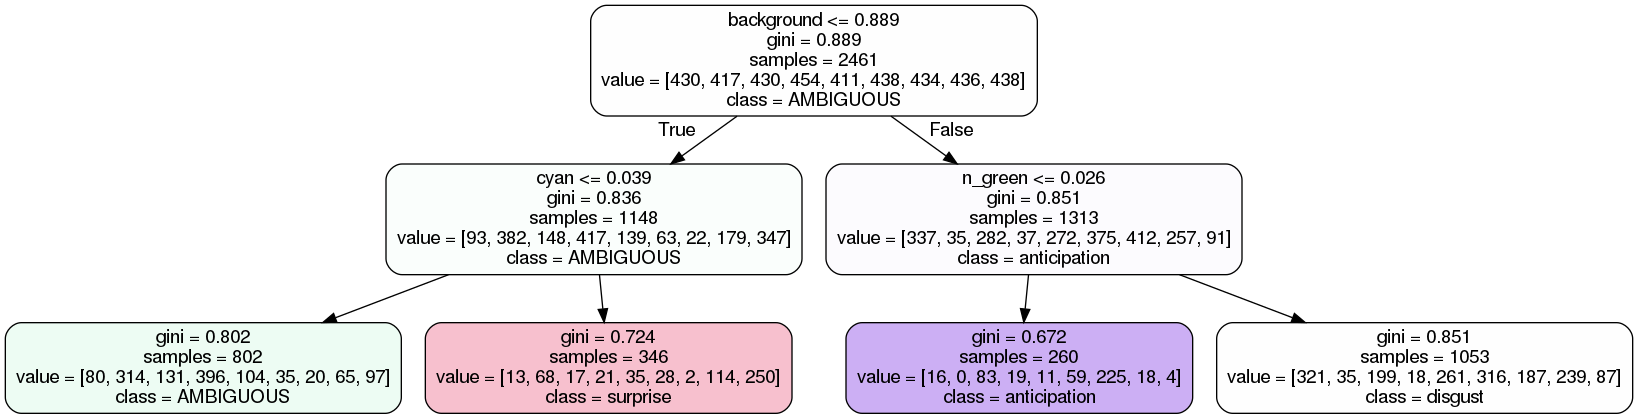 background <= 0.889
gini = 0.889
samples = 2461
value = [430, 417, 430, 454, 411, 438, 434, 436, 438]
class = AMBIGUOUS
True
False
cyan <= 0.039
gini = 0.836
samples = 1148
value = [93, 382, 148, 417, 139, 63, 22, 179, 347]
class = AMBIGUOUS
n_green <= 0.026
gini = 0.851
samples = 1313
value = [337, 35, 282, 37, 272, 375, 412, 257, 91]
class = anticipation
gini = 0.802
samples = 802
value = [80, 314, 131, 396, 104, 35, 20, 65, 97]
class = AMBIGUOUS
gini = 0.724
samples = 346
value = [13, 68, 17, 21, 35, 28, 2, 114, 250]
class = surprise
gini = 0.672
samples = 260
value = [16, 0, 83, 19, 11, 59, 225, 18, 4]
class = anticipation
gini = 0.851
samples = 1053
value = [321, 35, 199, 18, 261, 316, 187, 239, 87]
class = disgust